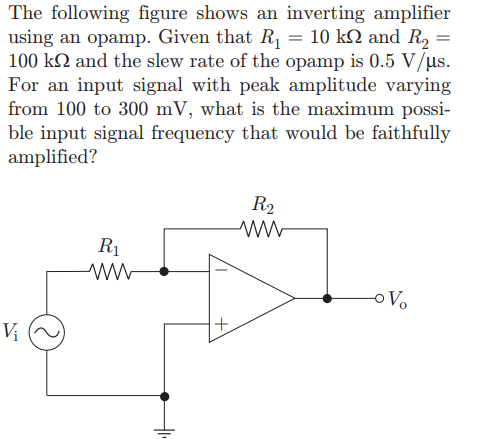 The following figure shows an inverting amplifier
using an opamp. Given that R₁ = 10 kΩ and R₂ =
100 kΩ and the slew rate of the opamp is 0.5 V/μs.
For an input signal with peak amplitude varying
from 100 to 300 mV, what is the maximum possi-
ble input signal frequency that would be faithfully
amplified?
R₂
R₁
−
Vₒ
Vᵢ
+